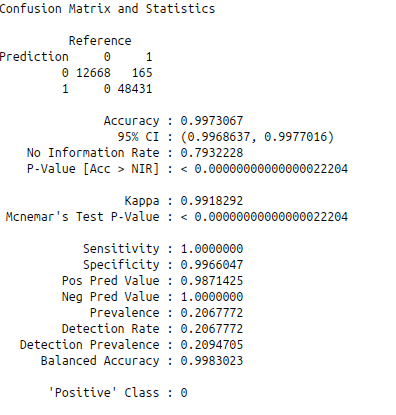 Confusion Matrix and Statistics
Reference
Prediction 0 1
0 12668 165
1 0 48431
Accuracy : 0.9973067
95% CI : (0.9968637, 0.9977016)
No Information Rate : 0.7932228
P-Value [Acc > NIR] : < 0.00000000000000022204
Kappa : 0.9918292
Mcnemar's Test P-Value : < 0.00000000000000022204
Sensitivity : 1.0000000
Specificity : 0.9966047
Pos Pred Value : 0.9871425
Neg Pred Value : 1.0000000
Prevalence : 0.2067772
Detection Rate : 0.2067772
Detection Prevalence : 0.2094705
Balanced Accuracy : 0.9983023
'Positive' Class : 0